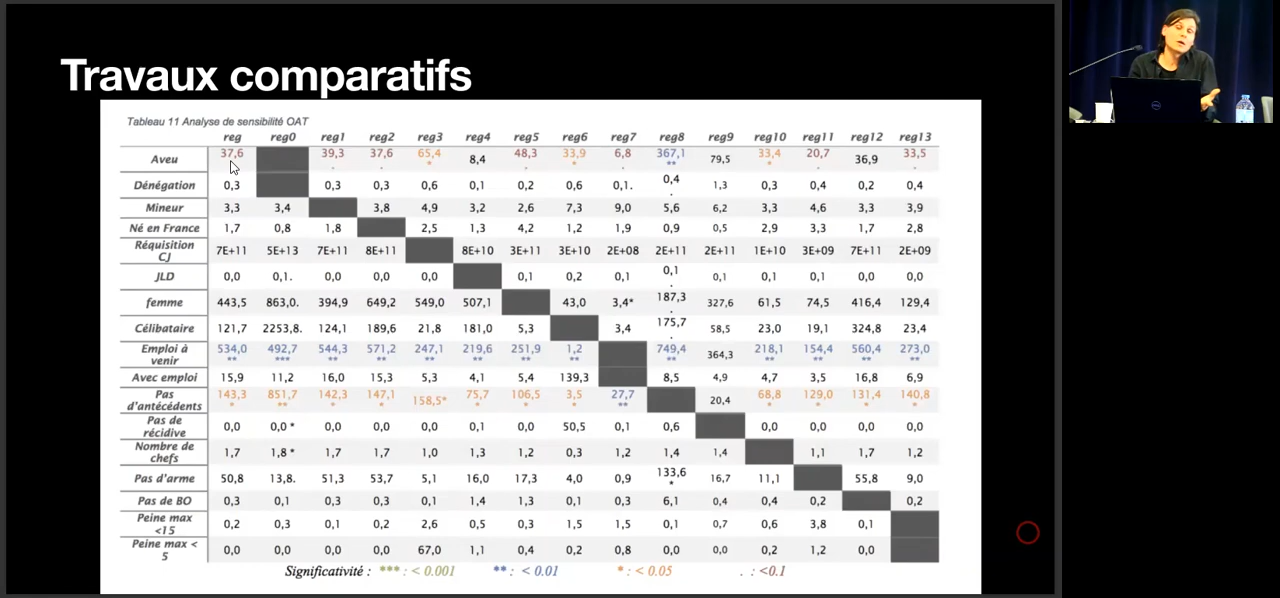 Travaux comparatifs
Tableau 11 Analyse de sensibilité OAT
reg reg0 reg1 reg2 reg3 reg4 reg5 reg6 reg7 reg8 reg9 reg10 reg11 reg12 reg13
Aveu 37,6 . 39,3 . 37,6 . 65,4 * 8,4 48,3 . 33,9 * 6,8 . 367,1 ** 79,5 33,4 * 20,7 . 36,9 33,5 .
Dénégation 0,3 0,3 0,3 0,6 0,1 0,2 0,6 0,1. 0,4 . 1,3 0,3 0,4 0,2 0,4
Mineur 3,3 3,4 3,8 4,9 3,2 2,6 7,3 9,0 5,6 6,2 3,3 4,6 3,3 3,9
Né en France 1,7 0,8 1,8 2,5 1,3 4,2 1,2 1,9 0,9 0,5 2,9 3,3 1,7 2,8
Réquisition CJ 7E+11 5E+13 7E+11 8E+11 8E+10 3E+11 3E+10 2E+08 2E+11 2E+11 1E+10 3E+09 7E+11 2E+09
JLD 0,0 0,1. 0,0 0,0 0,0 0,1 0,2 0,1 0,1 . 0,1 0,1 0,1 0,0 0,0
femme 443,5 863,0. 394,9 649,2 549,0 507,1 43,0 3,4* 187,3 . 327,6 61,5 74,5 416,4 129,4
Célibataire 121,7 2253,8. 124,1 189,6 21,8 181,0 5,3 3,4 175,7 . 58,5 23,0 19,1 324,8 23,4
Emploi à venir 534,0 ** 492,7 *** 544,3 ** 571,2 ** 247,1 ** 219,6 ** 251,9 ** 1,2 ** 749,4 ** 364,3 218,1 ** 154,4 ** 560,4 ** 273,0 **
Avec emploi 15,9 11,2 16,0 15,3 5,3 4,1 5,4 139,3 8,5 4,9 4,7 3,5 16,8 6,9
Pas d'antécédents 143,3 * 851,7 ** 142,3 * 147,1 * 158,5* 75,7 * 106,5 * 3,5 * 27,7 ** 20,4 68,8 * 129,0 * 131,4 * 140,8 *
Pas de récidive 0,0 0,0 * 0,0 0,0 0,0 0,1 0,0 50,5 0,1 0,6 0,0 0,0 0,0 0,0
Nombre de chefs 1,7 1,8 * 1,7 1,7 1,0 1,3 1,2 0,3 1,2 1,4 1,4 1,1 1,7 1,2
Pas d'arme 50,8 13,8. 51,3 53,7 5,1 16,0 17,3 4,0 0,9 133,6 * 16,7 11,1 55,8 9,0
Pas de BO 0,3 0,1 0,3 0,3 0,1 1,4 1,3 0,1 0,3 6,1 0,4 0,4 0,2 0,2
Peine max <15 0,2 0,3 0,1 0,2 2,6 0,5 0,3 1,5 1,5 0,1 0,7 0,6 3,8 0,1
Peine max < 5 0,0 0,0 0,0 0,0 67,0 1,1 0,4 0,2 0,8 0,0 0,0 0,2 1,2 0,0
Significativité : *** : < 0.001 ** : < 0.01 * : < 0.05 . : <0.1